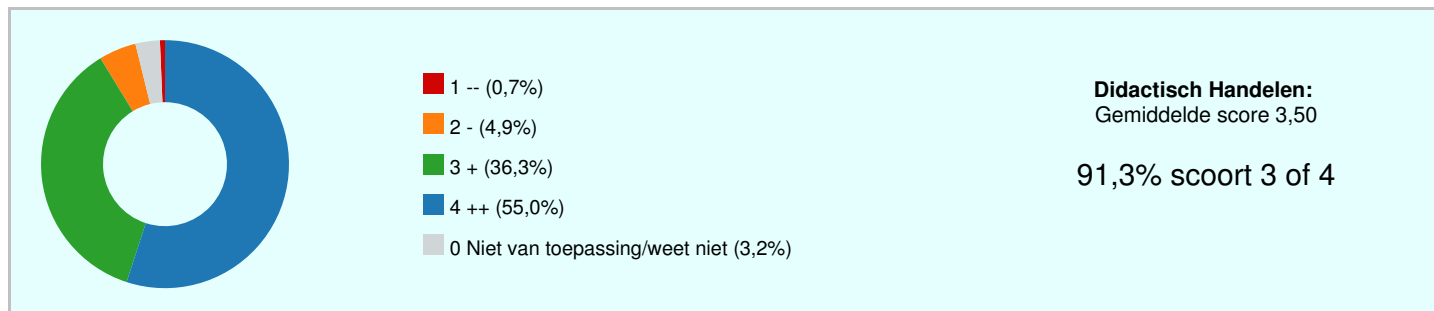 1 -- (0,7%)
2 - (4,9%)
3 + (36,3%)
4 ++ (55,0%)
0 Niet van toepassing/weet niet (3,2%)
Didactisch Handelen:
Gemiddelde score 3,50
91,3% scoort 3 of 4